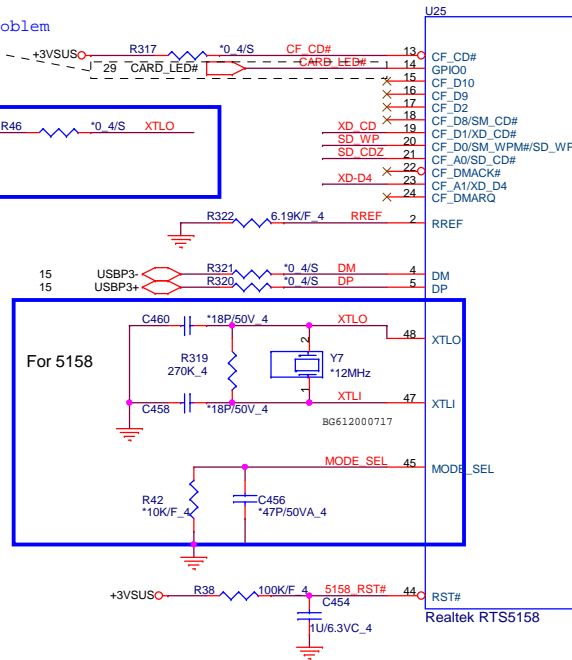 oblem
U25
+3VSUS R317 *0_4/S CF_CD# 13 CF_CD#
29 CARD_LED# CARD_LED# 14 GPIO0
15 CF_D10
16 CF_D9
17 CF_D2
18 CF_D8/SM_CD#
R46 *0_4/S XTLO
XD_CD 19 CF_D1/XD_CD#
SD_WP 20 CF_D0/SM_WPM#/SD_WP
SD_CDZ 21 CF_A0/SD_CD#
22 CF_DMACK#
XD-D4 23 CF_A1/XD_D4
24 CF_DMARQ
R322 6.19K/F_4 RREF 2 RREF
15 USBP3- R321 *0_4/S DM 4 DM
15 USBP3+ R320 *0_4/S DP 5 DP
C460 *18P/50V_4 XTLO 48 XTLO
For 5158
R319
270K_4
2
Y7
*12MHz
1
C458 *18P/50V_4 XTLI 47 XTLI
BG612000717
MODE_SEL 45 MODE_SEL
R42
*10K/F_4
C456
*47P/50VA_4
+3VSUS R38 100K/F_4 5158_RST# 44 RST#
C454
1U/6.3VC_4
Realtek RTS5158